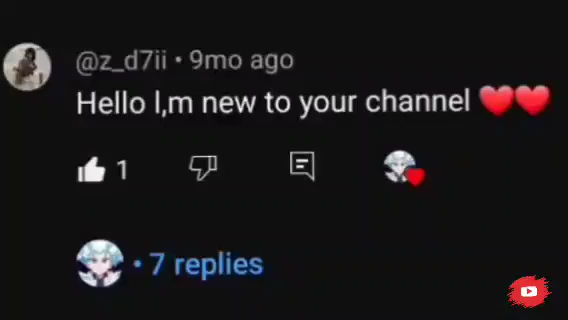 @z_d7ii • 9mo ago
Hello I,m new to your channel ❤️❤️
1
• 7 replies